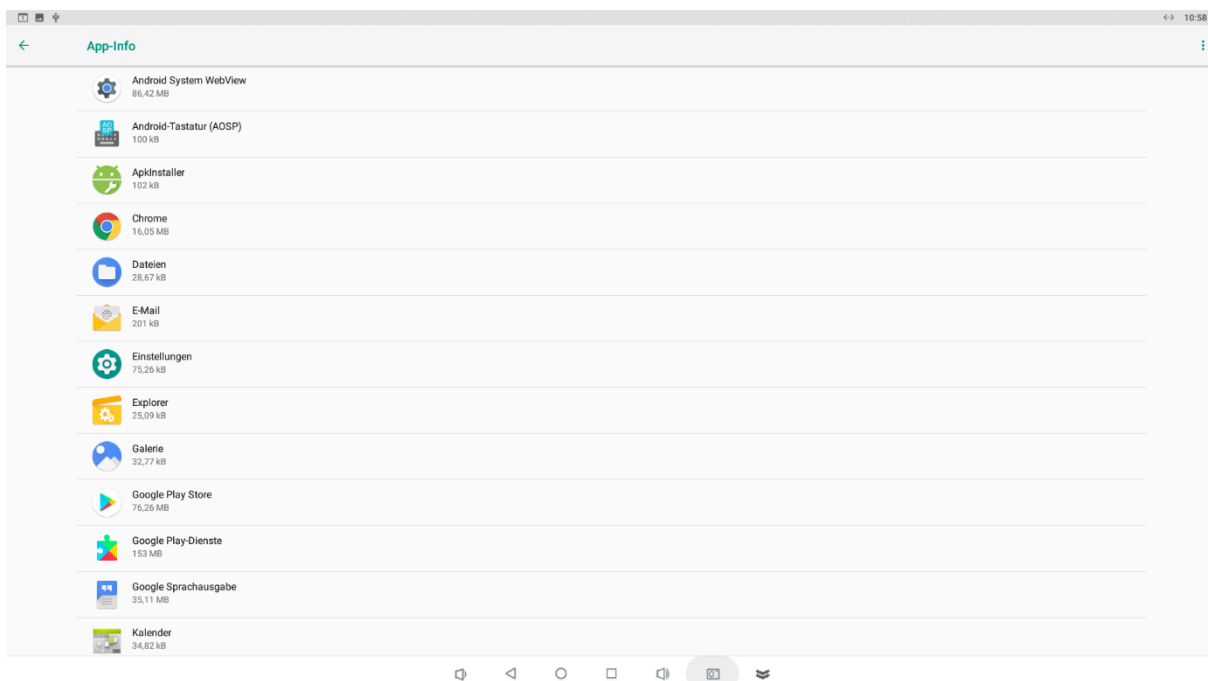 10:58
App-Info
Android System WebView
86,42 MB
Android-Tastatur (AOSP)
100 kB
ApkInstaller
102 kB
Chrome
16,05 MB
Dateien
28,67 kB
E-Mail
201 kB
Einstellungen
75,26 kB
Explorer
25,09 kB
Galerie
32,77 kB
Google Play Store
76,26 MB
Google Play-Dienste
153 MB
Google Sprachausgabe
35,11 MB
Kalender
34,82 kB